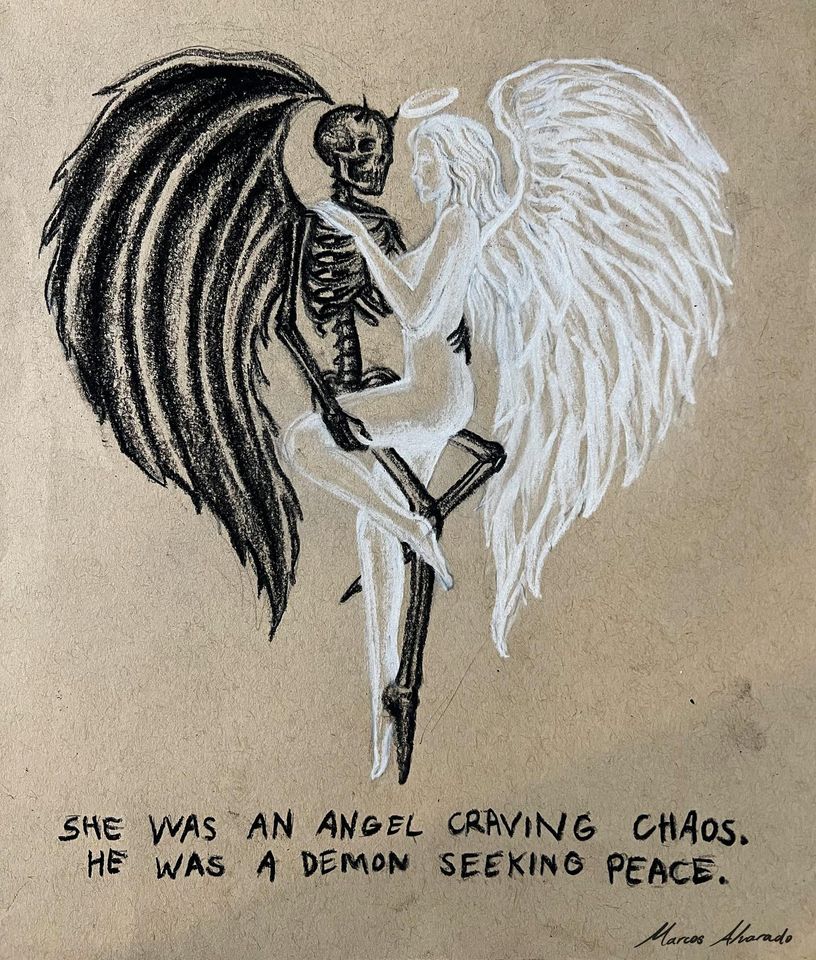 SHE WAS AN ANGEL CRAVING CHAOS.
HE WAS A DEMON SEEKING PEACE.
Marcos Alvarado